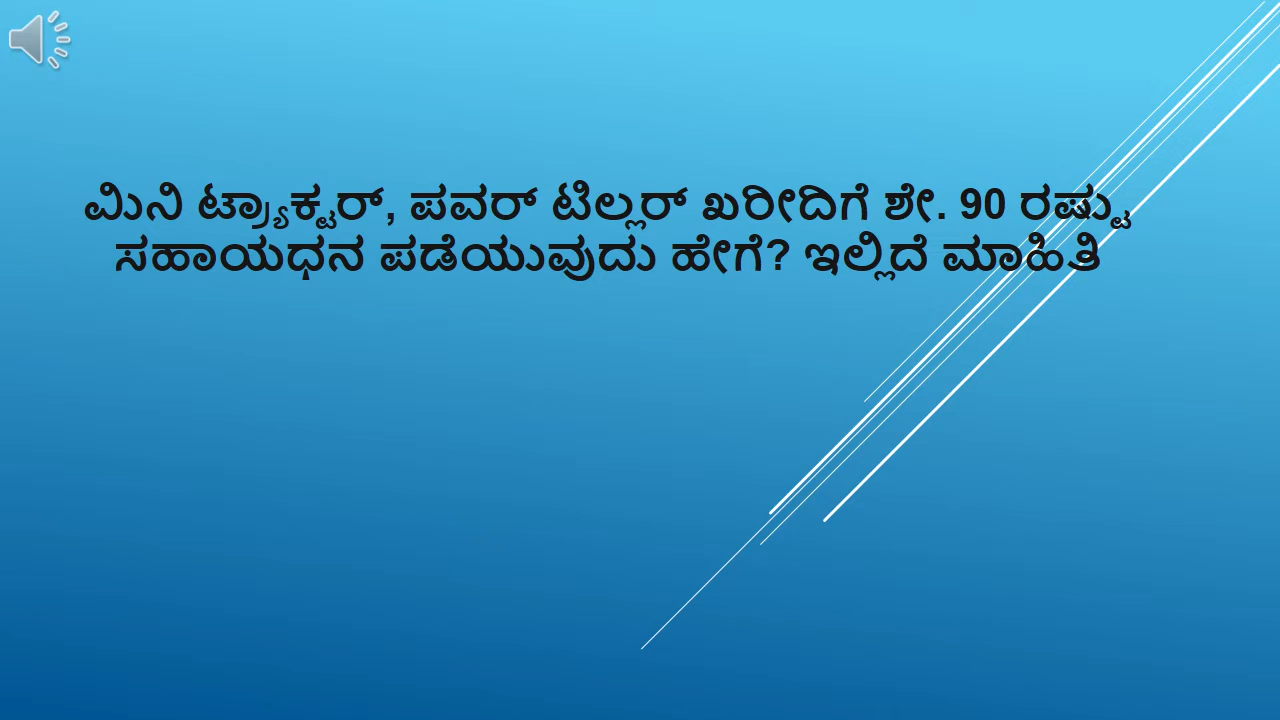 ಮಿನಿ ಟ್ರ್ಯಾಕ್ಟರ್, ಪವರ್ ಟಿಲ್ಲರ್ ಖರೀದಿಗೆ ಶೇ. 90 ರಷ್ಟು
ಸಹಾಯಧನ ಪಡೆಯುವುದು ಹೇಗೆ? ಇಲ್ಲಿದೆ ಮಾಹಿತಿ